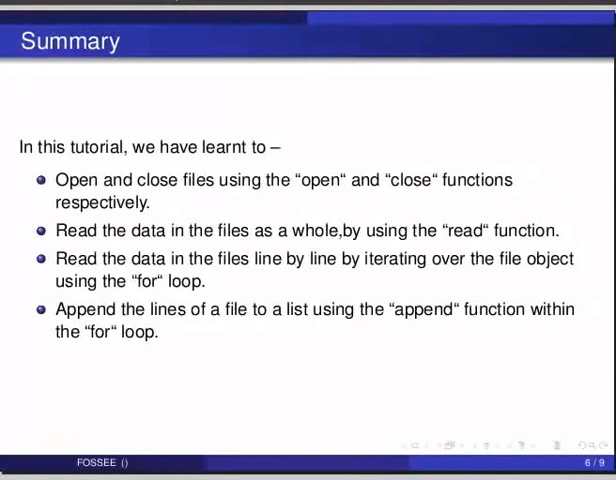 Summary
In this tutorial, we have learnt to –
Open and close files using the “open“ and “close“ functions
respectively.
Read the data in the files as a whole,by using the “read“ function.
Read the data in the files line by line by iterating over the file object
using the “for“ loop.
Append the lines of a file to a list using the “append“ function within
the “for“ loop.
FOSSEE ()
6 / 9